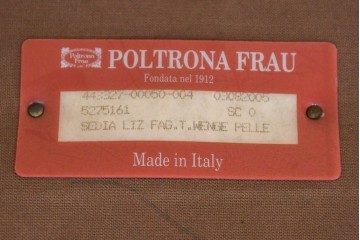 Poltrona Frau
POLTRONA FRAU
Fondata nel 1912
443327-00050-004 03082005
5275161 SC 0
SEDIA LIZ FAG.T.WENGE PELLE
Made in Italy